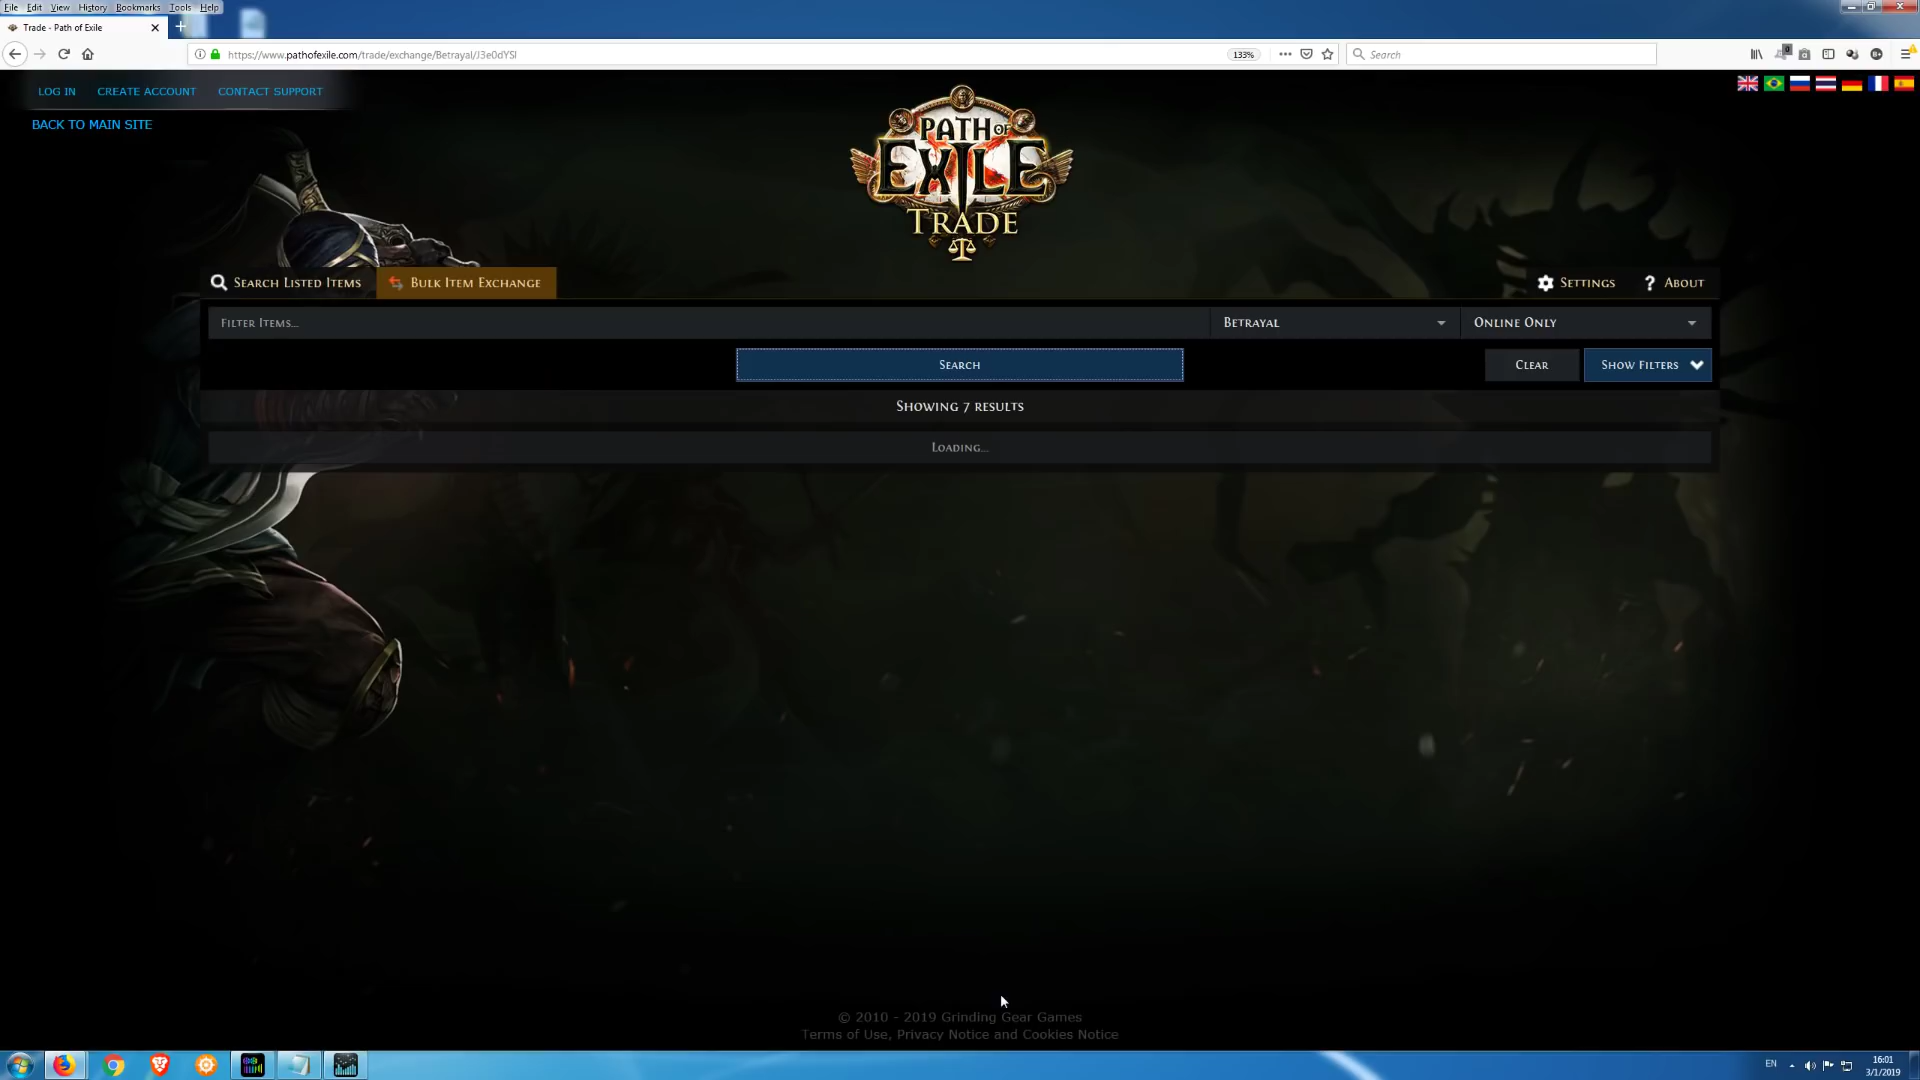 File Edit View History Bookmarks Tools Help
Trade - Path of Exile
https://www.pathofexile.com/trade/exchange/Betrayal/J3e0dYSl
133%
Search
LOG IN CREATE ACCOUNT CONTACT SUPPORT
BACK TO MAIN SITE
PATH OF
EXILE
TRADE
SEARCH LISTED ITEMS
BULK ITEM EXCHANGE
SETTINGS
? ABOUT
FILTER ITEMS...
BETRAYAL
ONLINE ONLY
SEARCH
CLEAR
SHOW FILTERS
SHOWING 7 RESULTS
LOADING...
© 2010 - 2019 Grinding Gear Games
Terms of Use, Privacy Notice and Cookies Notice
EN
16:01
3/1/2019